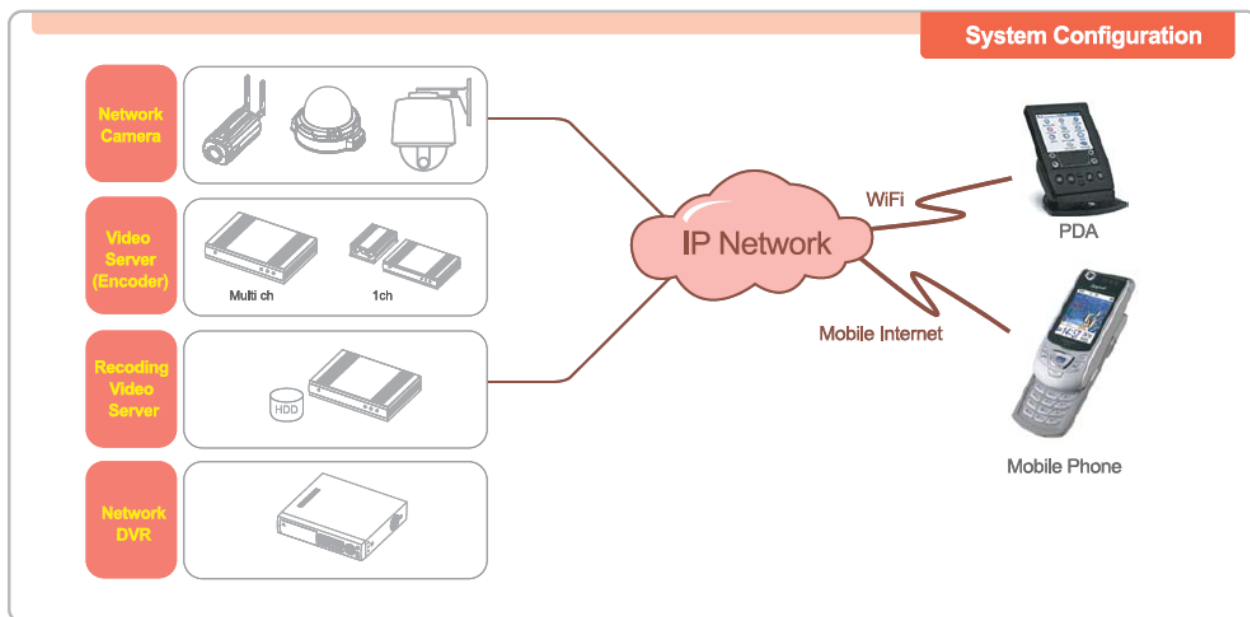 System Configuration
Network
Camera
Video
Server
(Encoder)
Multi ch
1ch
Recoding
Video
Server
HDD
Network
DVR
IP Network
WiFi
PDA
Mobile Internet
Mobile Phone